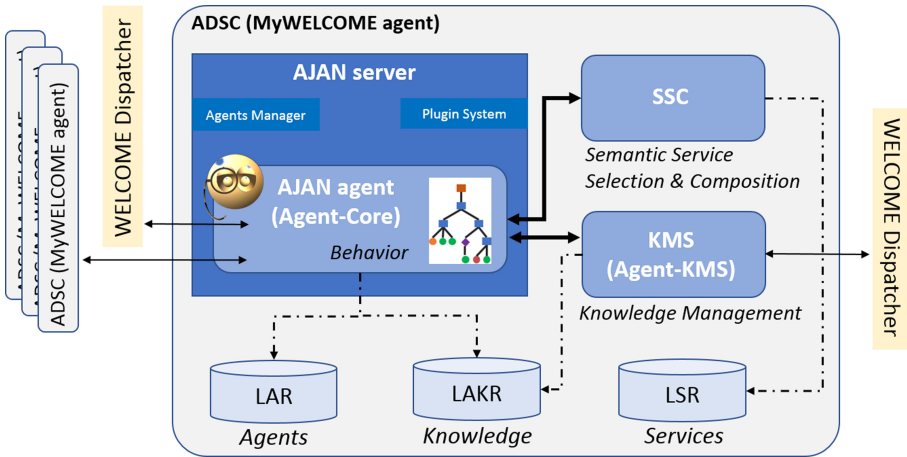 ADSC (MyWELCOME agent)
WELCOME Dispatcher
ADSC (MyWELCOME agent)
AJAN server
Agents Manager
Plugin System
AJAN agent
(Agent-Core)
Behavior
SSC
Semantic Service
Selection & Composition
KMS
(Agent-KMS)
Knowledge Management
WELCOME Dispatcher
LAR
Agents
LAKR
Knowledge
LSR
Services